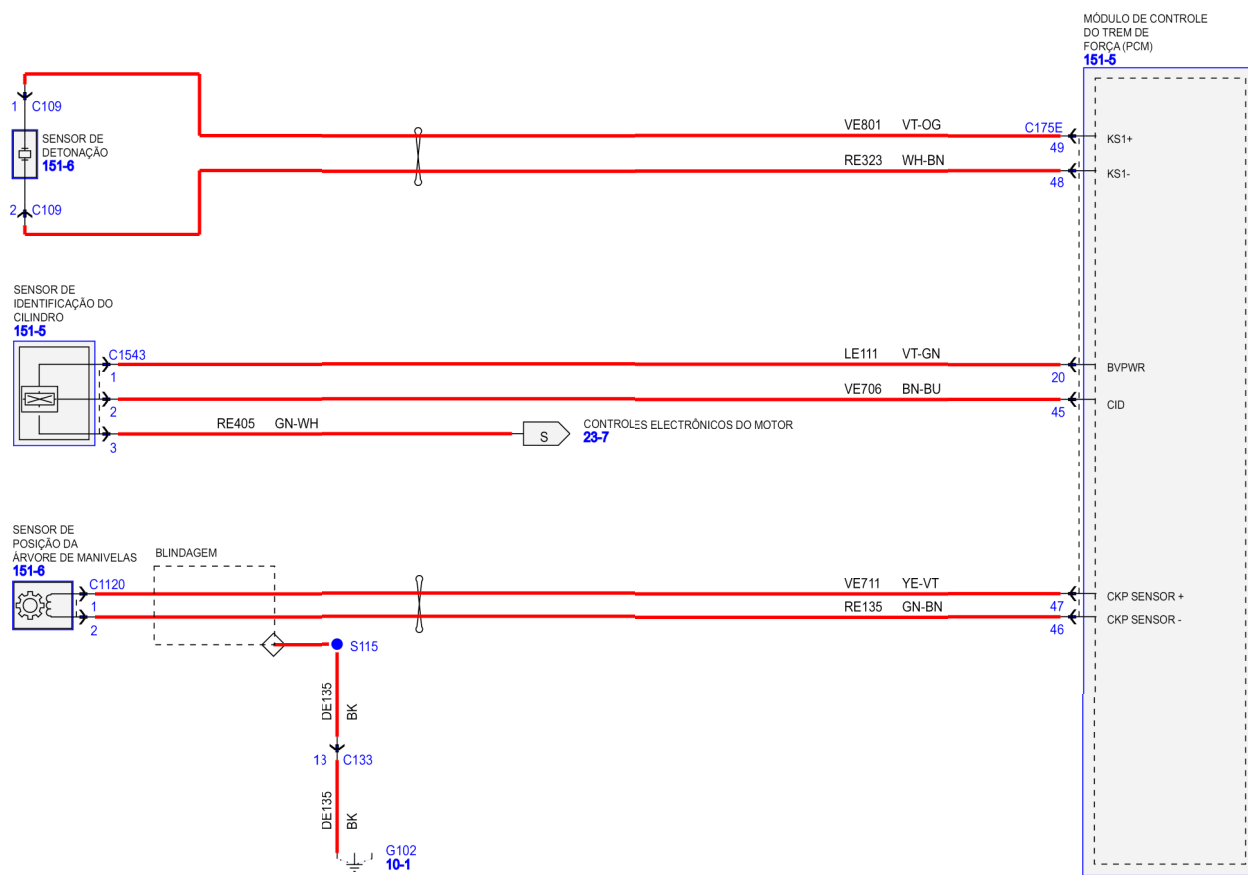 MÓDULO DE CONTROLE
DO TREM DE
FORÇA (PCM)
151-5
1 C109
SENSOR DE
DETONAÇÃO
151-6
2 C109
VE801 VT-OG C175E
49 KS1+
RE323 WH-BN
48 KS1-
SENSOR DE
IDENTIFICAÇÃO DO
CILINDRO
151-5
C1543
1
2
3
LE111 VT-GN
20 BVPWR
VE706 BN-BU
45 CID
RE405 GN-WH
S
CONTROLES ELECTRÔNICOS DO MOTOR
23-7
SENSOR DE
POSIÇÃO DA
ÁRVORE DE MANIVELAS
151-6
BLINDAGEM
C1120
1
2
VE711 YE-VT
47 CKP SENSOR +
RE135 GN-BN
46 CKP SENSOR -
S115
DE135 BK
13 C133
DE135 BK
G102
10-1